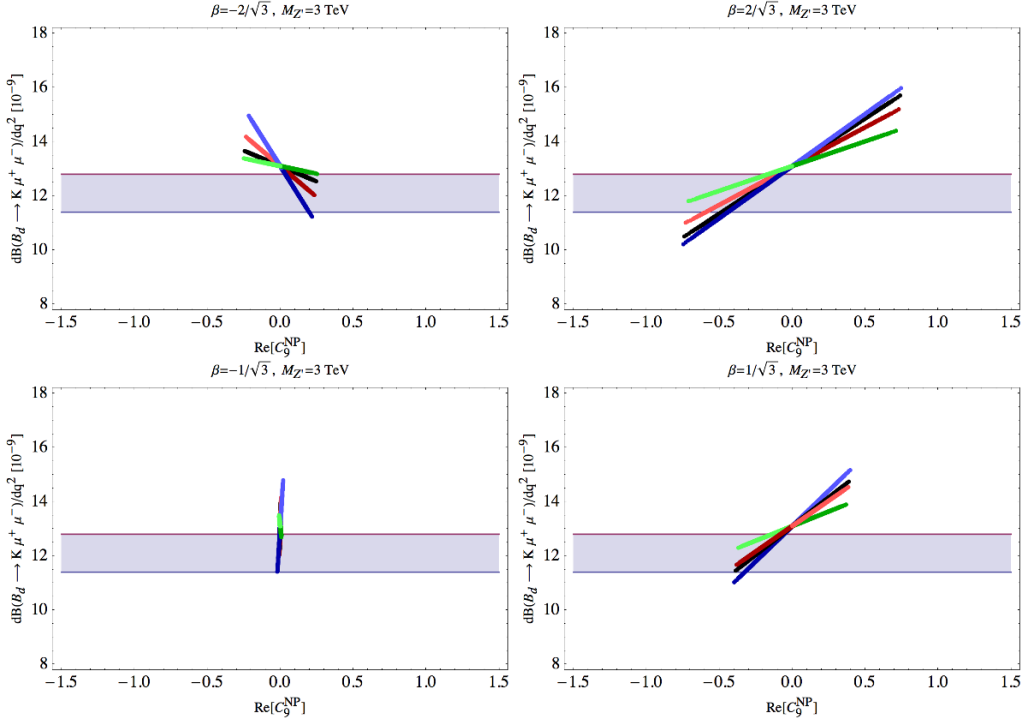 β=−2/√3 , M_Z'=3 TeV
dB(B_d ⟶ K μ⁺ μ⁻)/dq² [10⁻⁹]
18
16
14
12
10
8
−1.5 −1.0 −0.5 0.0 0.5 1.0 1.5
Re[C₉^NP]
β=2/√3 , M_Z'=3 TeV
dB(B_d ⟶ K μ⁺ μ⁻)/dq² [10⁻⁹]
18
16
14
12
10
8
−1.5 −1.0 −0.5 0.0 0.5 1.0 1.5
Re[C₉^NP]
β=−1/√3 , M_Z'=3 TeV
dB(B_d ⟶ K μ⁺ μ⁻)/dq² [10⁻⁹]
18
16
14
12
10
8
−1.5 −1.0 −0.5 0.0 0.5 1.0 1.5
Re[C₉^NP]
β=1/√3 , M_Z'=3 TeV
dB(B_d ⟶ K μ⁺ μ⁻)/dq² [10⁻⁹]
18
16
14
12
10
8
−1.5 −1.0 −0.5 0.0 0.5 1.0 1.5
Re[C₉^NP]